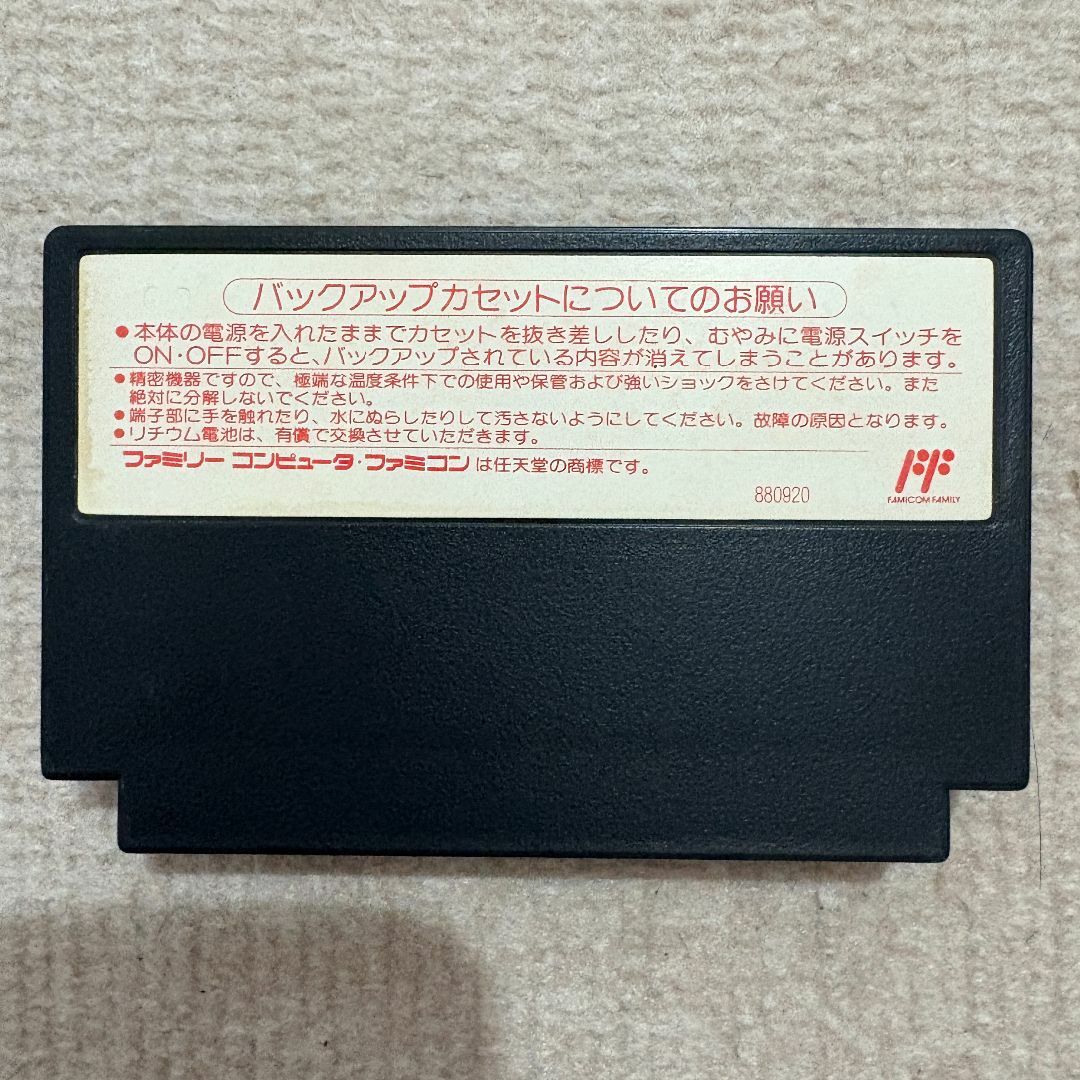 バックアップカセットについてのお願い
●本体の電源を入れたままでカセットを抜き差ししたり、むやみに電源スイッチを
ON・OFFすると、バックアップされている内容が消えてしまうことがあります。
●精密機器ですので、極端な温度条件下での使用や保管および強いショックをさけてください。また
絶対に分解しないでください。
●端子部に手を触れたり、水にぬらしたりして汚さないようにしてください。故障の原因となります。
●リチウム電池は、有償で交換させていただきます。
ファミリー コンピュータ・ファミコン は任天堂の商標です。
880920
FAMICOM FAMILY